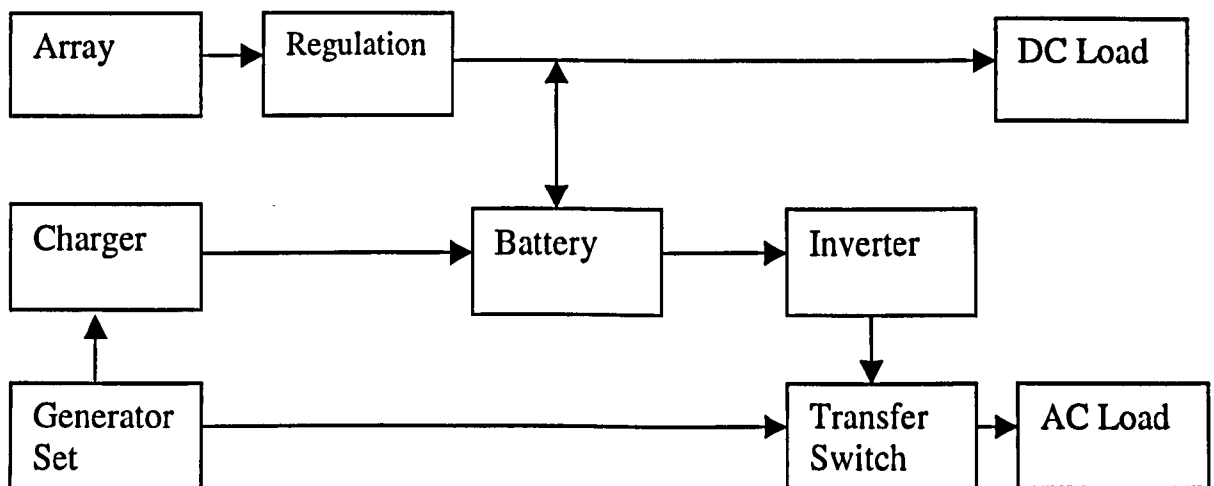 Array
Regulation
DC Load
Charger
Battery
Inverter
Generator
Set
Transfer
Switch
AC Load